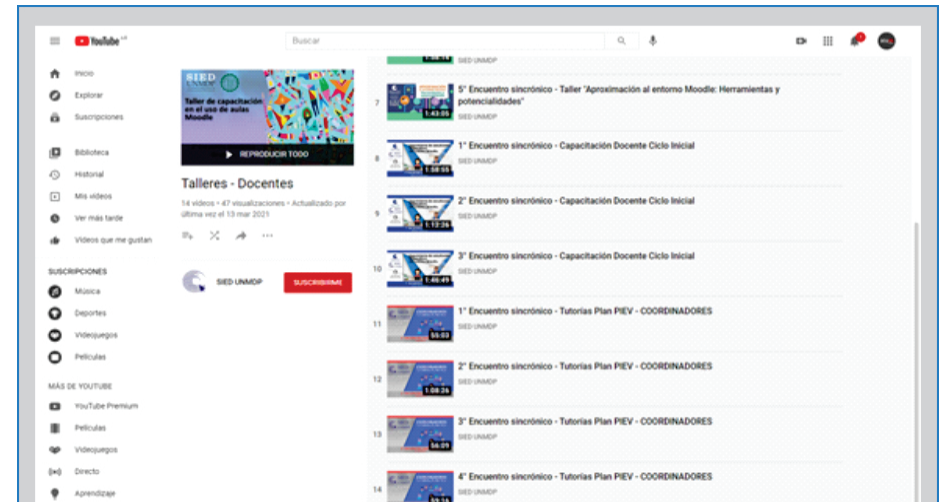 YouTube
Buscar
Inicio
Explorar
Suscripciones
Biblioteca
Historial
Mis vídeos
Ver más tarde
Vídeos que me gustan
SUSCRIPCIONES
Música
Deportes
Videojuegos
Películas
MÁS DE YOUTUBE
YouTube Premium
Películas
Videojuegos
Directo
Aprendizaje
SIED
UNMDP
Taller de capacitación
en el uso de aulas
Moodle
REPRODUCIR TODO
Talleres - Docentes
14 vídeos • 47 visualizaciones • Actualizado por
última vez el 13 mar 2021
SIED UNMDP
SUSCRIBIRME
SIED UNMDP
7
1:43:05
5° Encuentro sincrónico - Taller "Aproximación al entorno Moodle: Herramientas y
potencialidades"
SIED UNMDP
8
1:58:55
1° Encuentro sincrónico - Capacitación Docente Ciclo Inicial
SIED UNMDP
9
1:12:26
2° Encuentro sincrónico - Capacitación Docente Ciclo Inicial
SIED UNMDP
10
1:46:49
3° Encuentro sincrónico - Capacitación Docente Ciclo Inicial
SIED UNMDP
11
55:03
1° Encuentro sincrónico - Tutorías Plan PIEV - COORDINADORES
SIED UNMDP
12
1:08:26
2° Encuentro sincrónico - Tutorías Plan PIEV - COORDINADORES
SIED UNMDP
13
56:09
3° Encuentro sincrónico - Tutorías Plan PIEV - COORDINADORES
SIED UNMDP
14
59:16
4° Encuentro sincrónico - Tutorías Plan PIEV - COORDINADORES
SIED UNMDP